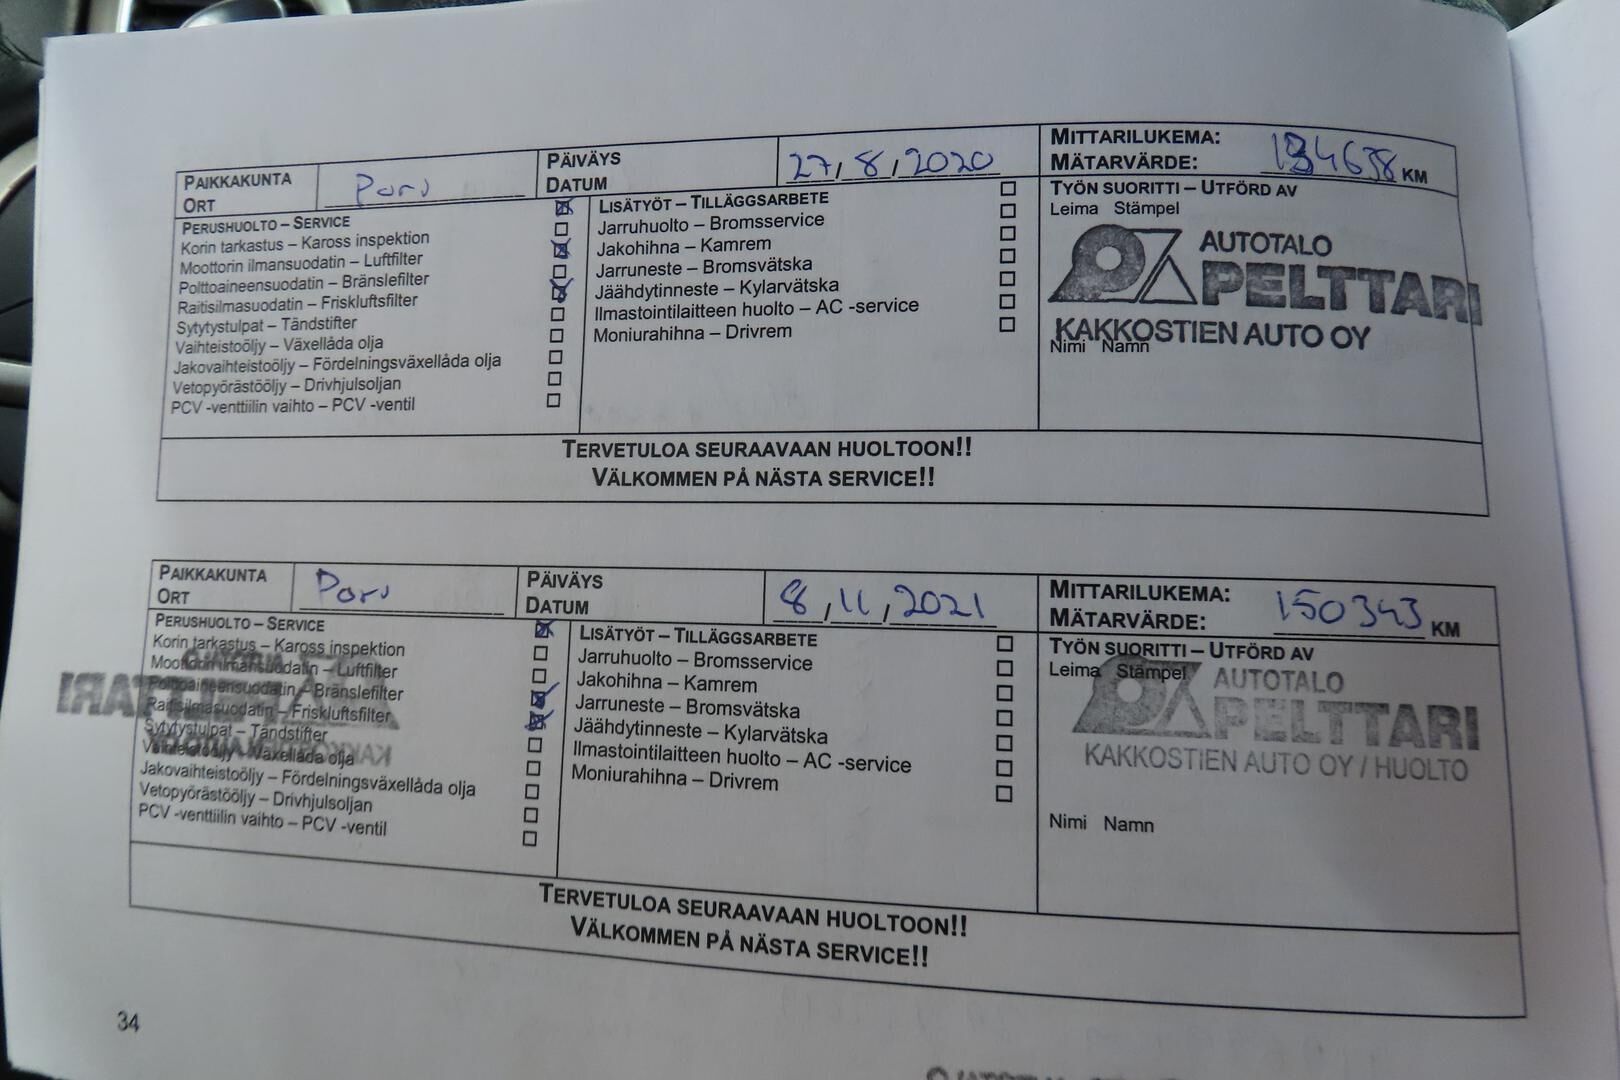 PAIKKAKUNTA
ORT
Pori
PÄIVÄYS
DATUM
27,8,2020
MITTARILUKEMA:
MÄTARVÄRDE:
134638 KM
PERUSHUOLTO – SERVICE
Korin tarkastus – Kaross inspektion
Moottorin ilmansuodatin – Luftfilter
Polttoaineensuodatin – Bränslefilter
Raitisilmasuodatin – Friskluftsfilter
Sytytystulpat – Tändstifter
Vaihteistoöljy – Växellåda olja
Jakovaihteistoöljy – Fördelningsväxellåda olja
Vetopyörästööljy – Drivhjulsoljan
PCV -venttiilin vaihto – PCV -ventil
LISÄTYÖT – TILLÄGGSARBETE
Jarruhuolto – Bromsservice
Jakohihna – Kamrem
Jarruneste – Bromsvätska
Jäähdytinneste – Kylarvätska
Ilmastointilaitteen huolto – AC -service
Moniurahihna – Drivrem
TYÖN SUORITTI – UTFÖRD AV
Leima Stämpel
AUTOTALO
PELTTARI
KAKKOSTIEN AUTO OY
Nimi Namn
TERVETULOA SEURAAVAAN HUOLTOON!!
VÄLKOMMEN PÅ NÄSTA SERVICE!!
PAIKKAKUNTA
ORT
Pori
PÄIVÄYS
DATUM
8,11,2021
MITTARILUKEMA:
MÄTARVÄRDE:
150343 KM
PERUSHUOLTO – SERVICE
Korin tarkastus – Kaross inspektion
Moottorin ilmansuodatin – Luftfilter
Polttoaineensuodatin – Bränslefilter
Raitisilmasuodatin – Friskluftsfilter
Sytytystulpat – Tändstifter
Vaihteistoöljy – Växellåda olja
Jakovaihteistoöljy – Fördelningsväxellåda olja
Vetopyörästööljy – Drivhjulsoljan
PCV -venttiilin vaihto – PCV -ventil
LISÄTYÖT – TILLÄGGSARBETE
Jarruhuolto – Bromsservice
Jakohihna – Kamrem
Jarruneste – Bromsvätska
Jäähdytinneste – Kylarvätska
Ilmastointilaitteen huolto – AC -service
Moniurahihna – Drivrem
TYÖN SUORITTI – UTFÖRD AV
Leima Stämpel
AUTOTALO
PELTTARI
KAKKOSTIEN AUTO OY / HUOLTO
Nimi Namn
TERVETULOA SEURAAVAAN HUOLTOON!!
VÄLKOMMEN PÅ NÄSTA SERVICE!!
34